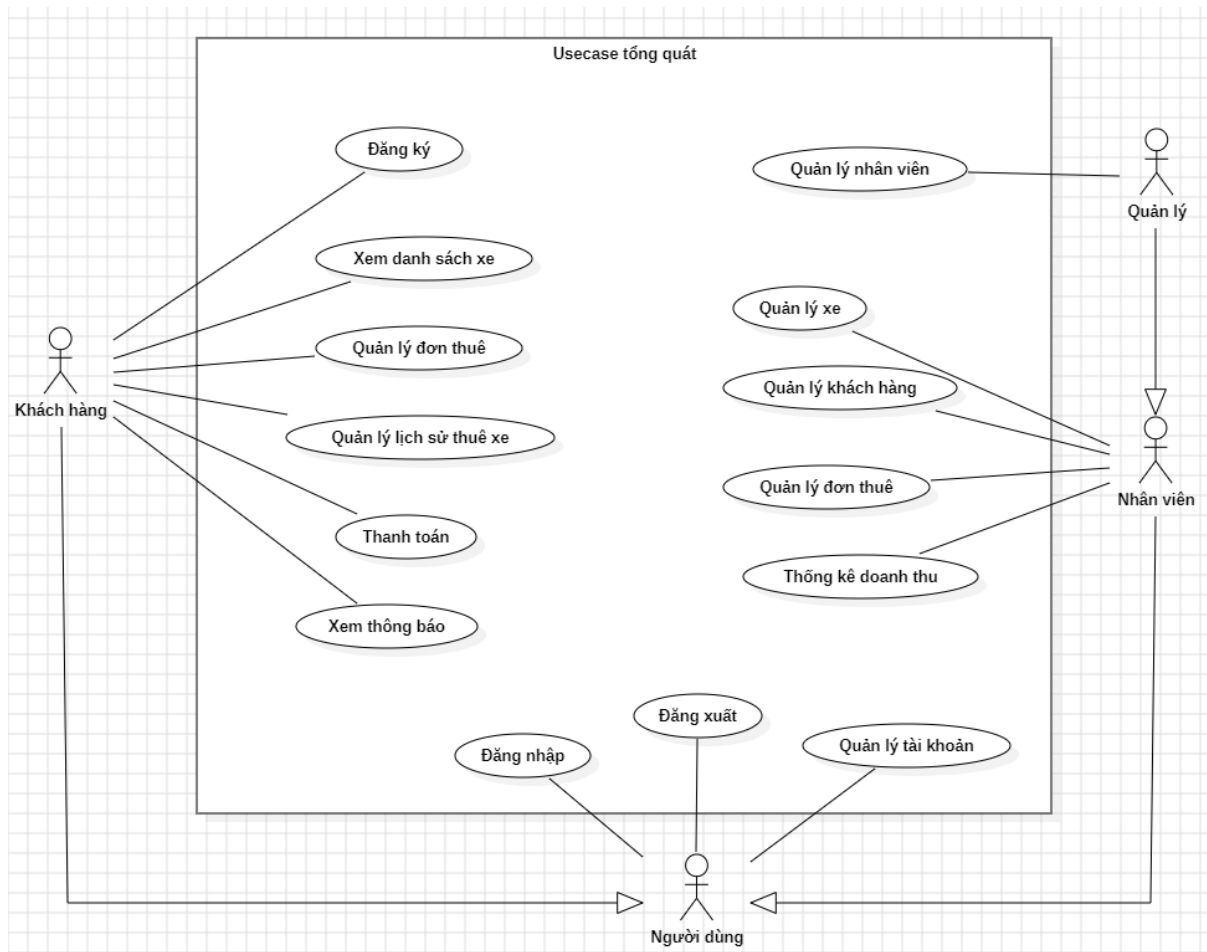 Usecase tổng quát
Đăng ký
Quản lý nhân viên
Quản lý
Xem danh sách xe
Quản lý xe
Quản lý đơn thuê
Quản lý khách hàng
Khách hàng
Quản lý lịch sử thuê xe
Quản lý đơn thuê
Nhân viên
Thanh toán
Thống kê doanh thu
Xem thông báo
Đăng xuất
Đăng nhập
Quản lý tài khoản
Người dùng